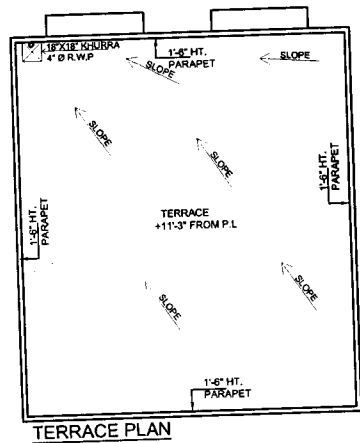 18"X18" KHURRA
4" Ø R.W.P
1'-6" HT.
PARAPET
SLOPE
SLOPE
SLOPE
SLOPE
1'-6" HT.
PARAPET
1'-6" HT.
PARAPET
TERRACE
+11'-3" FROM P.L
SLOPE
SLOPE
1'-6" HT.
PARAPET
TERRACE PLAN